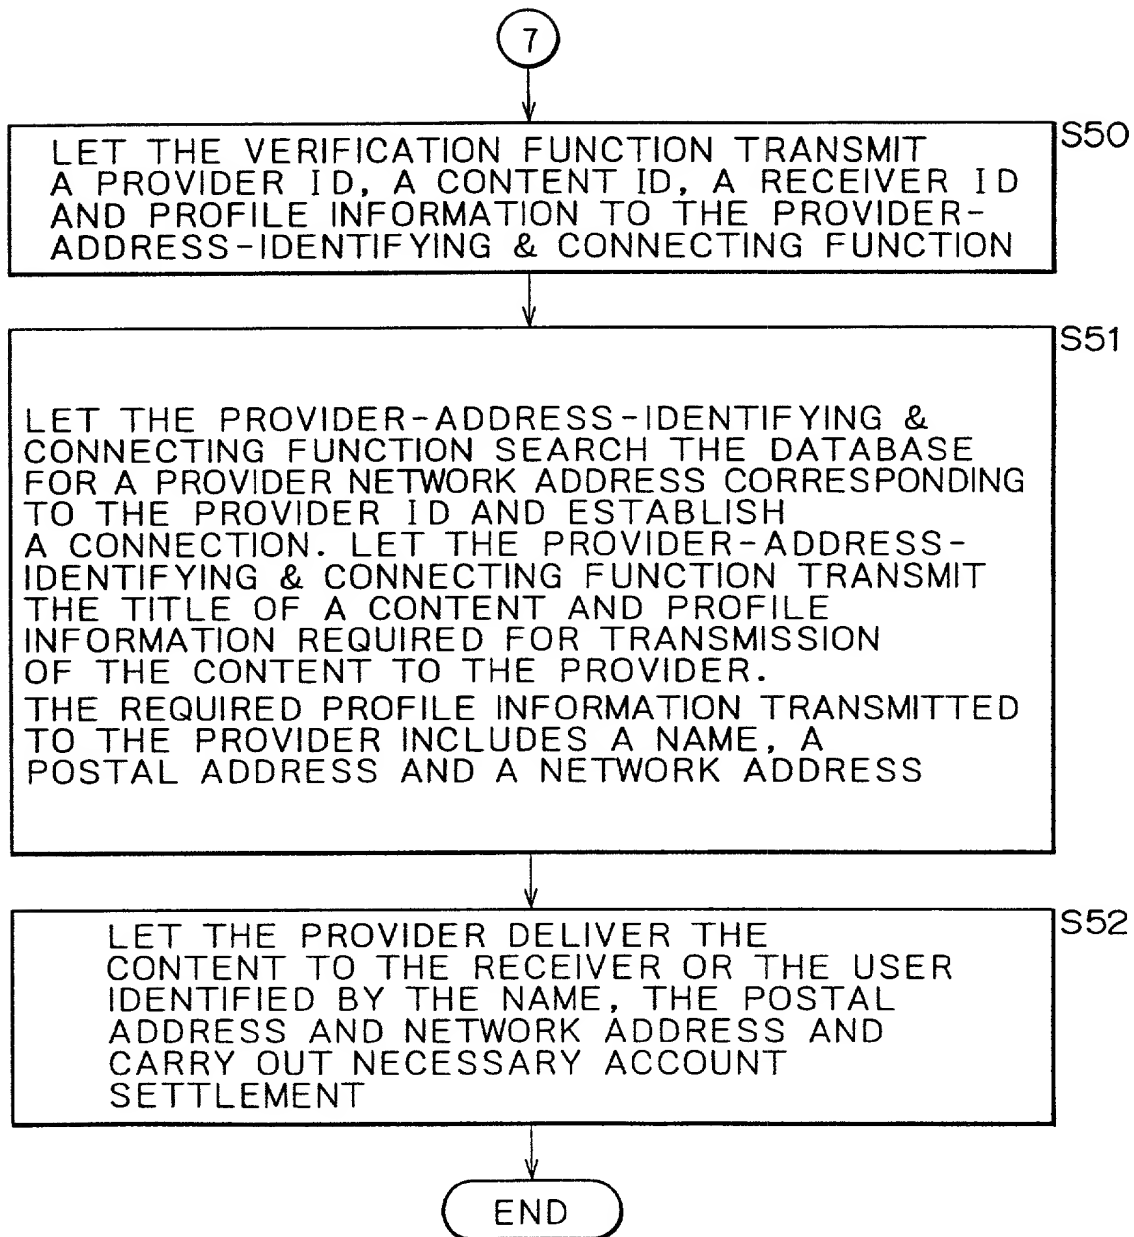 7
S50
LET THE VERIFICATION FUNCTION TRANSMIT
A PROVIDER ID, A CONTENT ID, A RECEIVER ID
AND PROFILE INFORMATION TO THE PROVIDER-
ADDRESS-IDENTIFYING & CONNECTING FUNCTION
S51
LET THE PROVIDER-ADDRESS-IDENTIFYING &
CONNECTING FUNCTION SEARCH THE DATABASE
FOR A PROVIDER NETWORK ADDRESS CORRESPONDING
TO THE PROVIDER ID AND ESTABLISH
A CONNECTION. LET THE PROVIDER-ADDRESS-
IDENTIFYING & CONNECTING FUNCTION TRANSMIT
THE TITLE OF A CONTENT AND PROFILE
INFORMATION REQUIRED FOR TRANSMISSION
OF THE CONTENT TO THE PROVIDER.
THE REQUIRED PROFILE INFORMATION TRANSMITTED
TO THE PROVIDER INCLUDES A NAME, A
POSTAL ADDRESS AND A NETWORK ADDRESS
S52
LET THE PROVIDER DELIVER THE
CONTENT TO THE RECEIVER OR THE USER
IDENTIFIED BY THE NAME, THE POSTAL
ADDRESS AND NETWORK ADDRESS AND
CARRY OUT NECESSARY ACCOUNT
SETTLEMENT
END